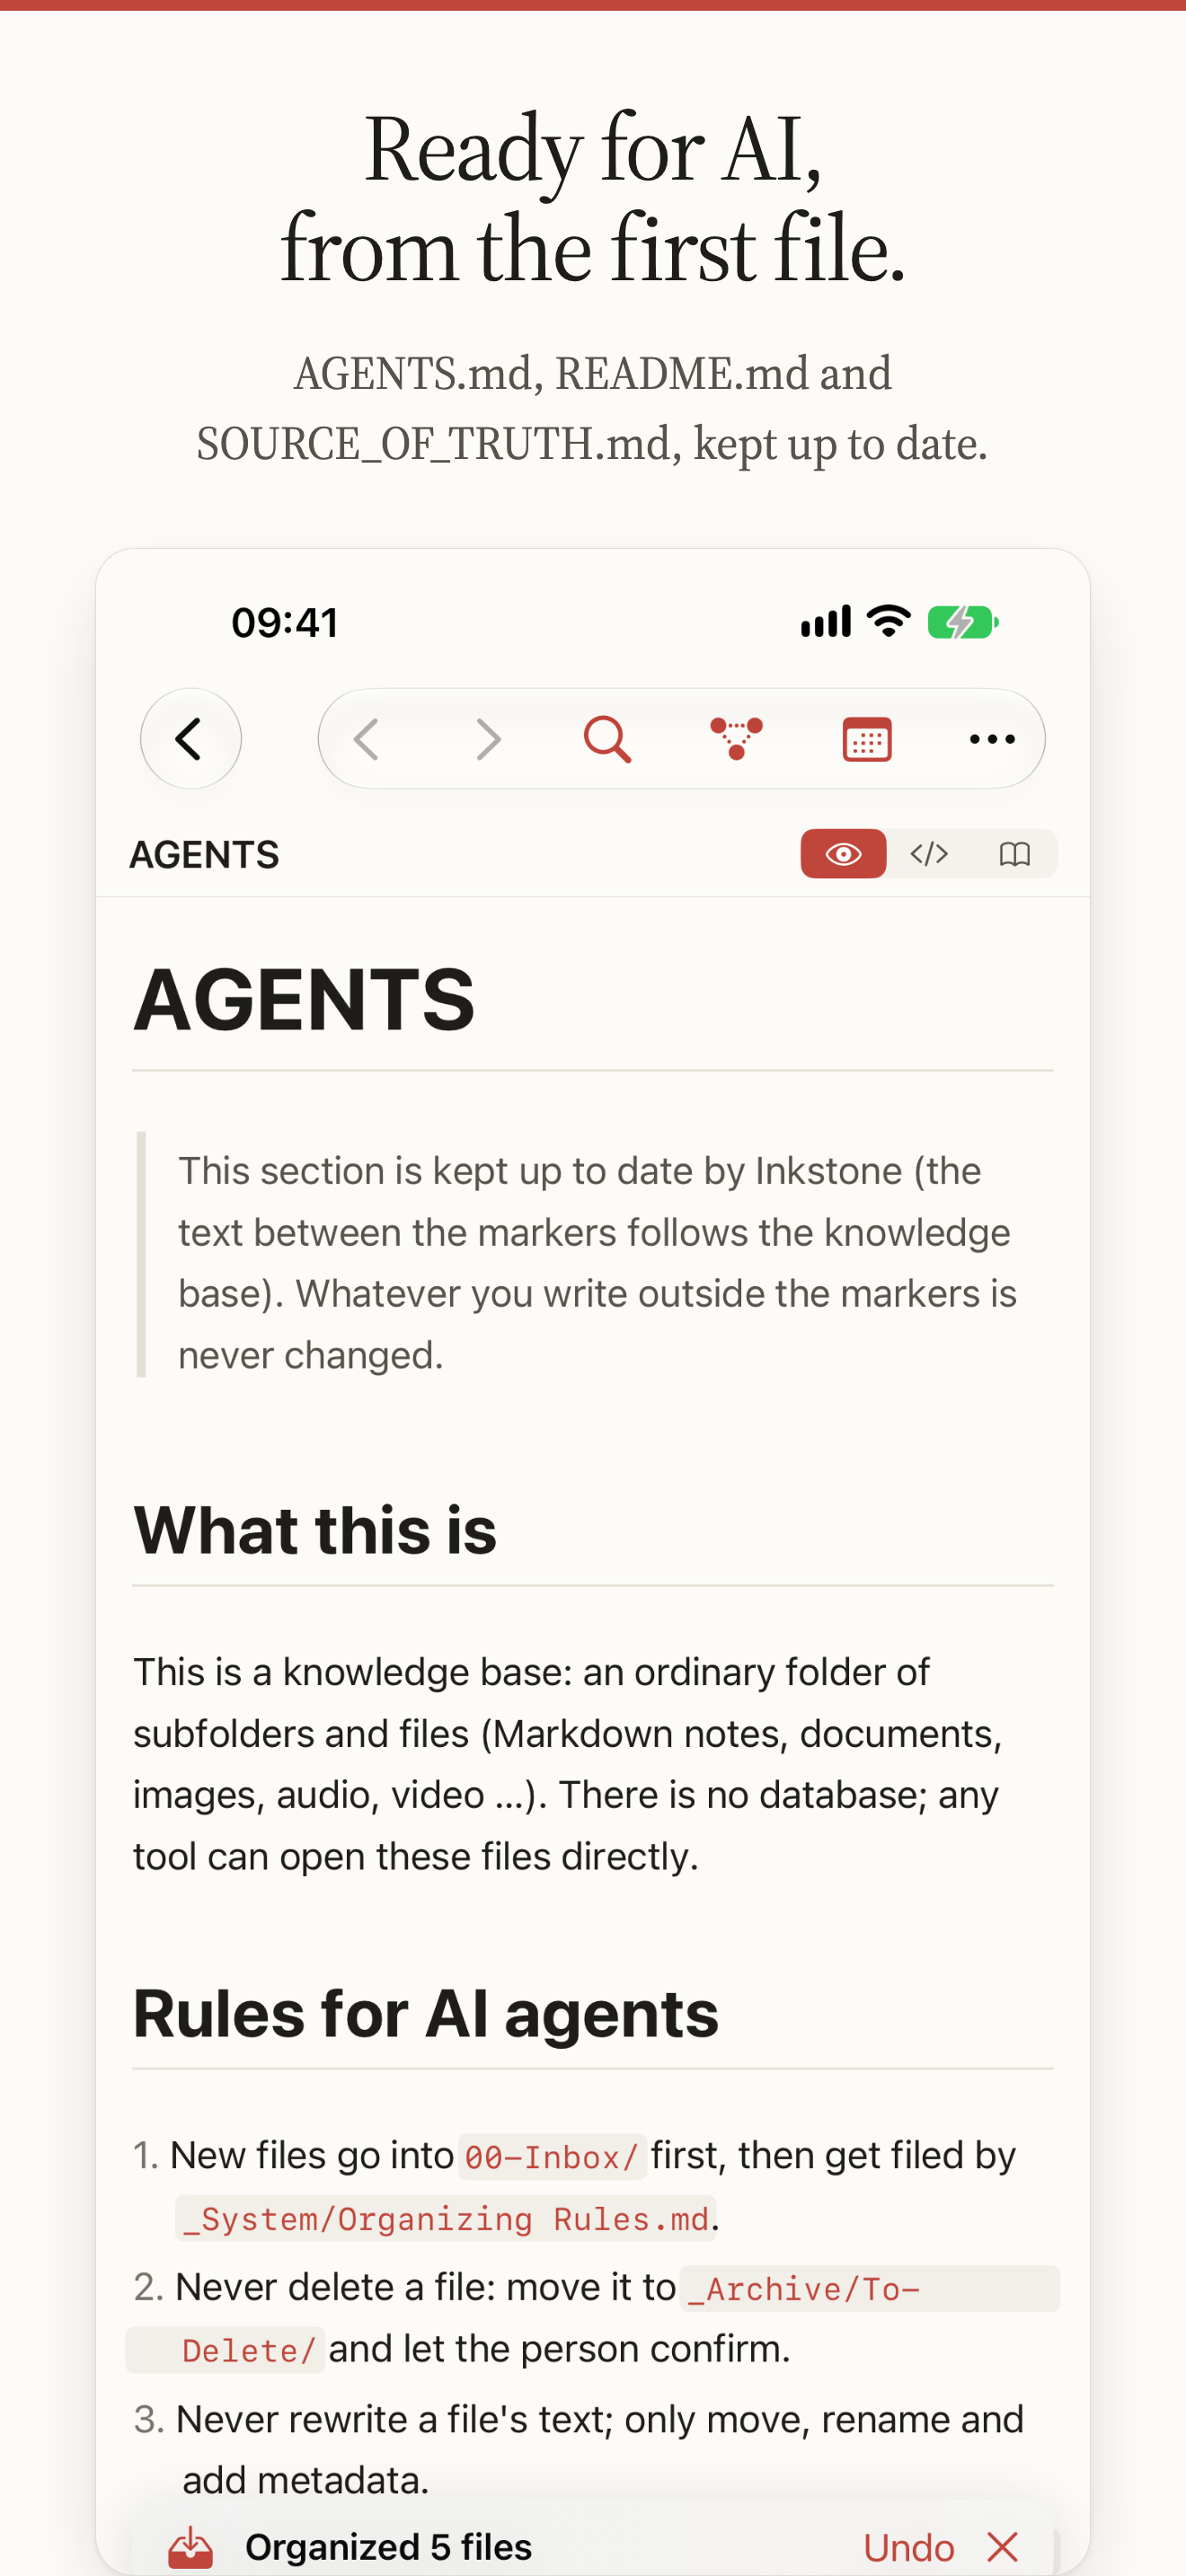 Ready for AI,
from the first file.
AGENTS.md, README.md and
SOURCE_OF_TRUTH.md, kept up to date.
09:41
AGENTS
AGENTS
This section is kept up to date by Inkstone (the
text between the markers follows the knowledge
base). Whatever you write outside the markers is
never changed.
What this is
This is a knowledge base: an ordinary folder of
subfolders and files (Markdown notes, documents,
images, audio, video ...). There is no database; any
tool can open these files directly.
Rules for AI agents
1. New files go into 00-Inbox/ first, then get filed by
_System/Organizing Rules.md.
2. Never delete a file: move it to _Archive/To-
Delete/ and let the person confirm.
3. Never rewrite a file's text; only move, rename and
add metadata.
Organized 5 files Undo